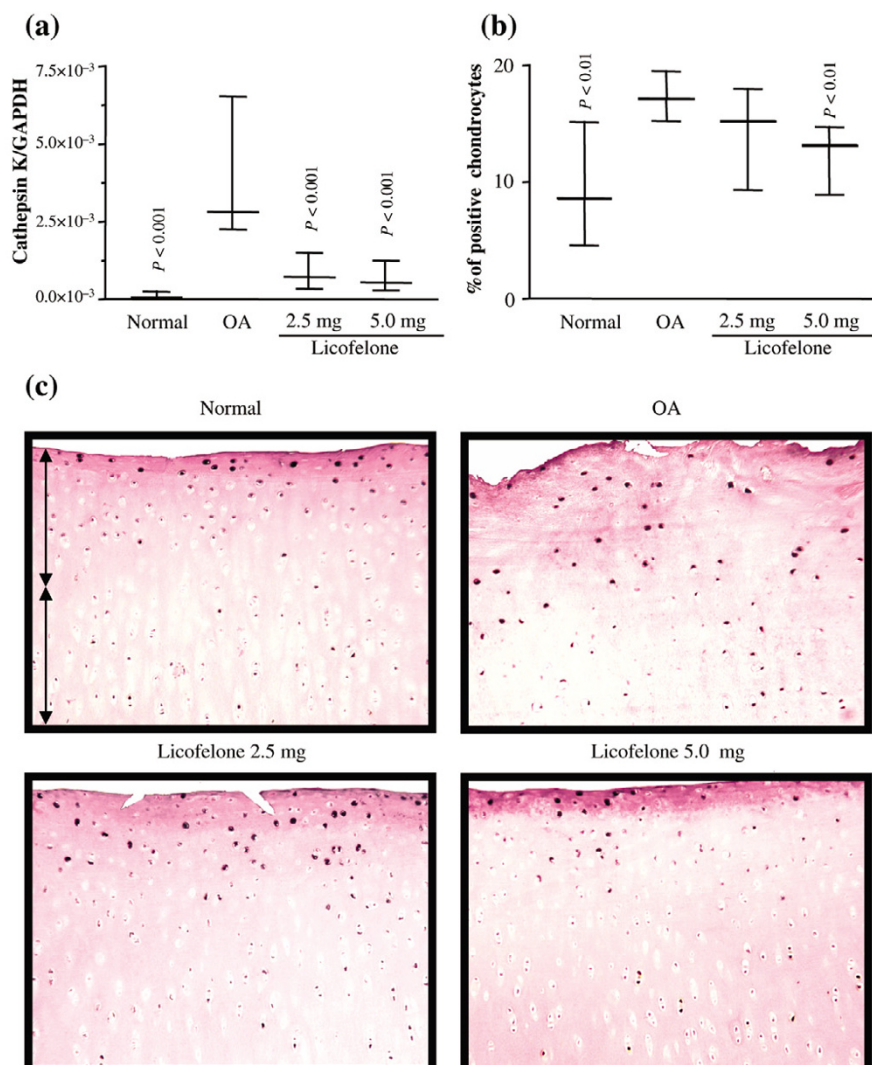 (a)
Cathepsin K/GAPDH
7.5×10⁻³
5.0×10⁻³
2.5×10⁻³
0.0×10⁻³
P < 0.001
P < 0.001
P < 0.001
Normal OA 2.5 mg 5.0 mg
Licofelone
(b)
%of positive chondrocytes
20
10
0
P < 0.01
P < 0.01
Normal OA 2.5 mg 5.0 mg
Licofelone
(c)
Normal OA
Licofelone 2.5 mg Licofelone 5.0 mg